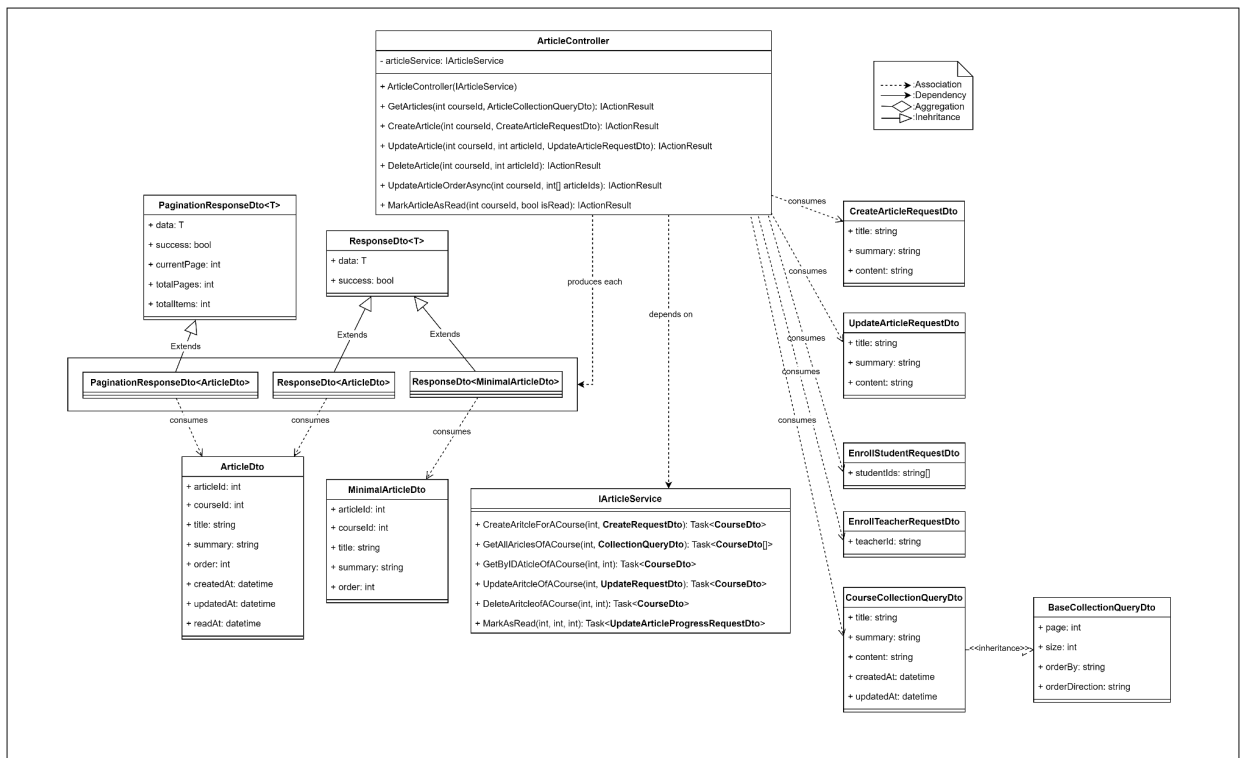 ArticleController
- articleService: IArticleService
+ ArticleController(IArticleService)
+ GetArticles(int courseId, ArticleCollectionQueryDto): IActionResult
+ CreateArticle(int courseId, CreateArticleRequestDto): IActionResult
+ UpdateArticle(int courseId, int articleId, UpdateArticleRequestDto): IActionResult
+ DeleteArticle(int courseId, int articleId): IActionResult
+ UpdateArticleOrderAsync(int courseId, int[] articleIds): IActionResult
+ MarkArticleAsRead(int courseId, bool isRead): IActionResult
:Association
:Dependency
:Aggregation
:Inehritance
PaginationResponseDto<T>
+ data: T
+ success: bool
+ currentPage: int
+ totalPages: int
+ totalItems: int
ResponseDto<T>
+ data: T
+ success: bool
Extends
Extends
Extends
produces each
depends on
consumes
consumes
consumes
consumes
consumes
PaginationResponseDto<ArticleDto>
ResponseDto<ArticleDto>
ResponseDto<MinimalArticleDto>
consumes
consumes
consumes
ArticleDto
+ articleId: int
+ courseId: int
+ title: string
+ summary: string
+ order: int
+ createdAt: datetime
+ updatedAt: datetime
+ readAt: datetime
MinimalArticleDto
+ articleId: int
+ courseId: int
+ title: string
+ summary: string
+ order: int
IArticleService
+ CreateAritcleForACourse(int, CreateRequestDto): Task<CourseDto>
+ GetAllAriclesOfACourse(int, CollectionQueryDto): Task<CourseDto[]>
+ GetByIDAticleOfACourse(int, int): Task<CourseDto>
+ UpdateAritcleOfACourse(int, UpdateRequestDto): Task<CourseDto>
+ DeleteAritcleofACourse(int, int): Task<CourseDto>
+ MarkAsRead(int, int, int): Task<UpdateArticleProgressRequestDto>
CreateArticleRequestDto
+ title: string
+ summary: string
+ content: string
UpdateArticleRequestDto
+ title: string
+ summary: string
+ content: string
EnrollStudentRequestDto
+ studentIds: string[]
EnrollTeacherRequestDto
+ teacherId: string
CourseCollectionQueryDto
+ title: string
+ summary: string
+ content: string
+ createdAt: datetime
+ updatedAt: datetime
<<inheritance>>
BaseCollectionQueryDto
+ page: int
+ size: int
+ orderBy: string
+ orderDirection: string